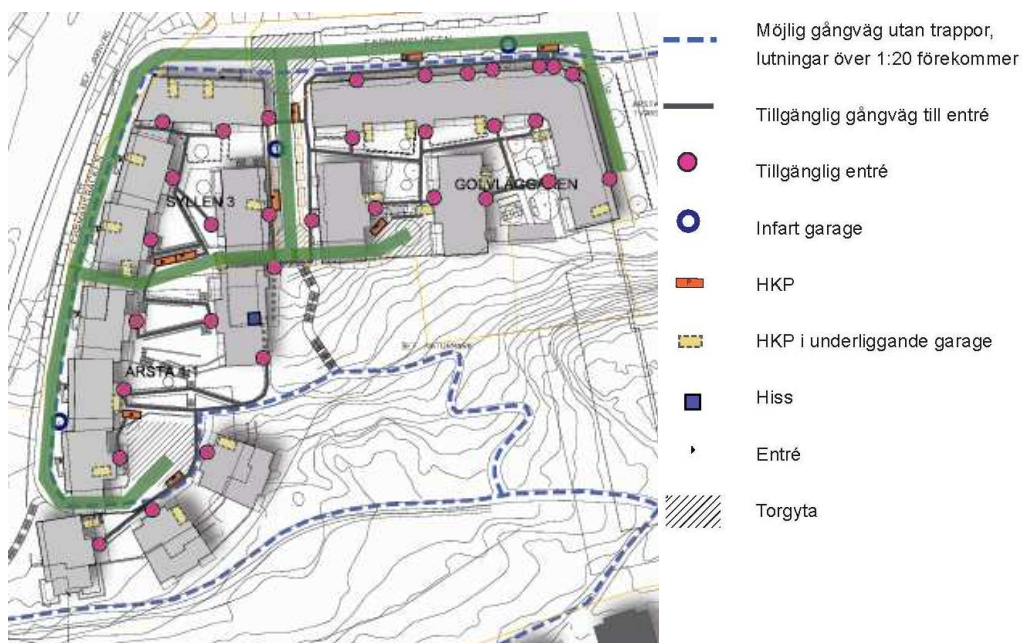 Möjlig gångväg utan trappor,
lutningar över 1:20 förekommer
Tillgänglig gångväg till entré
Tillgänglig entré
Infart garage
P
HKP
HKP i underliggande garage
Hiss
Entré
Torgyta
SYLLEN 3
GOLVLÄGGAREN
ÅRSTA 1:1